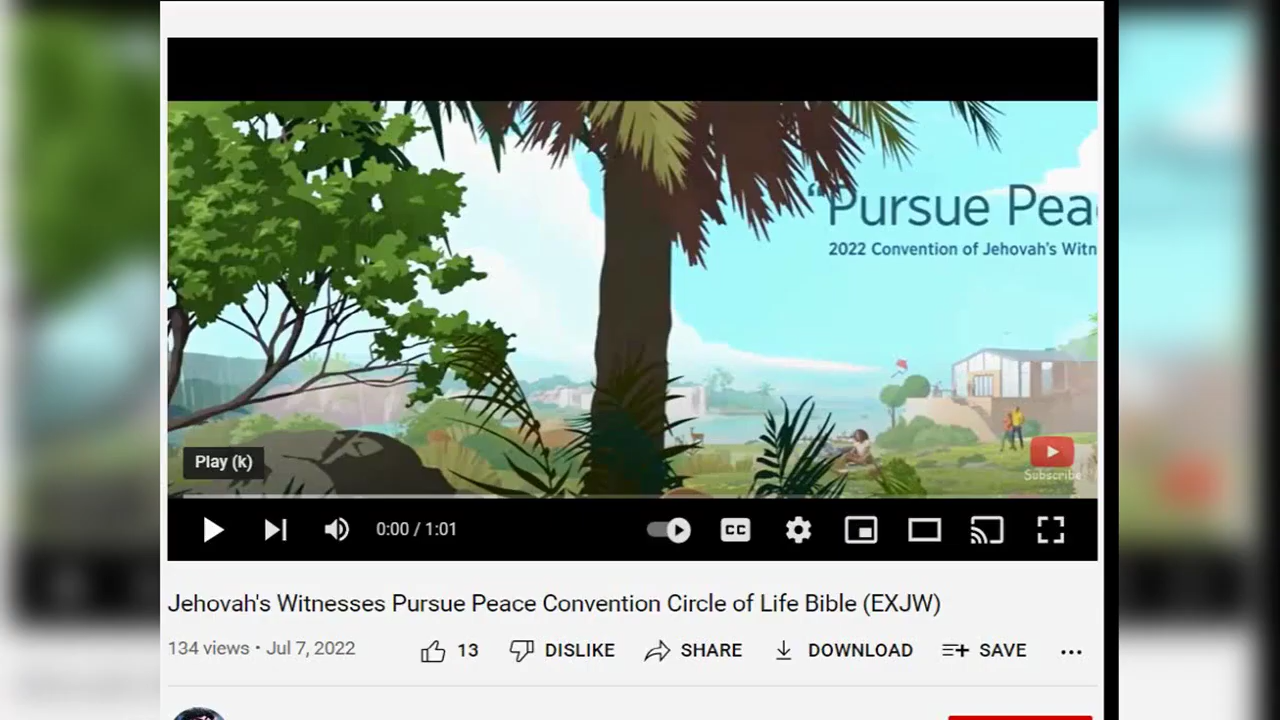 “Pursue Pea
2022 Convention of Jehovah's Witn
Subscribe
Play (k)
0:00 / 1:01
CC
Jehovah's Witnesses Pursue Peace Convention Circle of Life Bible (EXJW)
134 views • Jul 7, 2022
13 DISLIKE SHARE DOWNLOAD SAVE